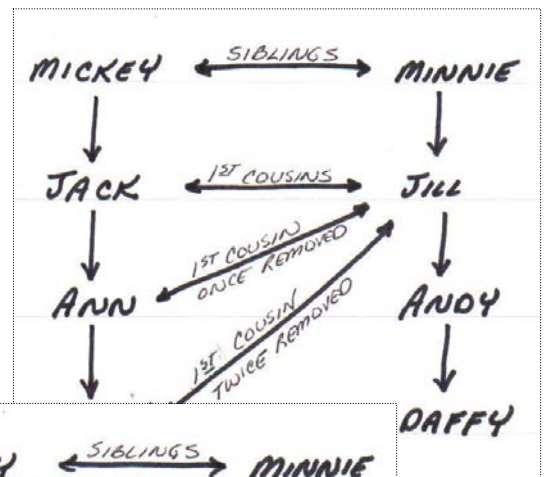 MICKEY SIBLINGS MINNIE
JACK 1ST COUSINS JILL
1ST COUSIN
ONCE REMOVED
ANN ANDY
1ST COUSIN
TWICE REMOVED
DAFFY
SIBLINGS MINNIE